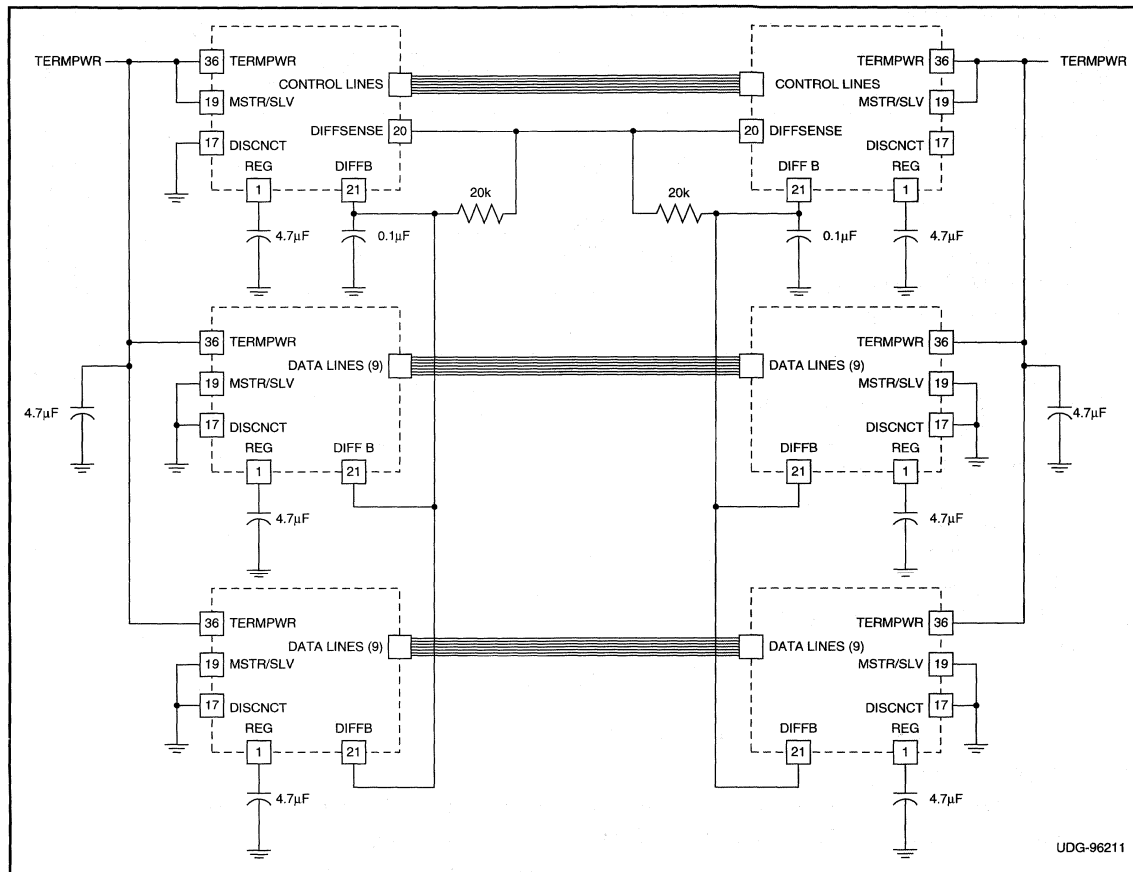 TERMPWR 36 TERMPWR TERMPWR 36 TERMPWR
CONTROL LINES CONTROL LINES
19 MSTR/SLV MSTR/SLV 19
DIFFSENSE 20 20 DIFFSENSE
17 DISCNCT DISCNCT 17
REG DIFFB DIFF B REG
1 21 20k 20k 21 1
4.7µF 0.1µF 0.1µF 4.7µF
36 TERMPWR TERMPWR 36
DATA LINES (9) DATA LINES (9)
19 MSTR/SLV MSTR/SLV 19
4.7µF 4.7µF
17 DISCNCT DISCNCT 17
REG DIFF B DIFFB REG
1 21 21 1
4.7µF 4.7µF
36 TERMPWR TERMPWR 36
DATA LINES (9) DATA LINES (9)
19 MSTR/SLV MSTR/SLV 19
17 DISCNCT DISCNCT 17
REG DIFFB DIFFB REG
1 21 21 1
4.7µF 4.7µF
UDG-96211